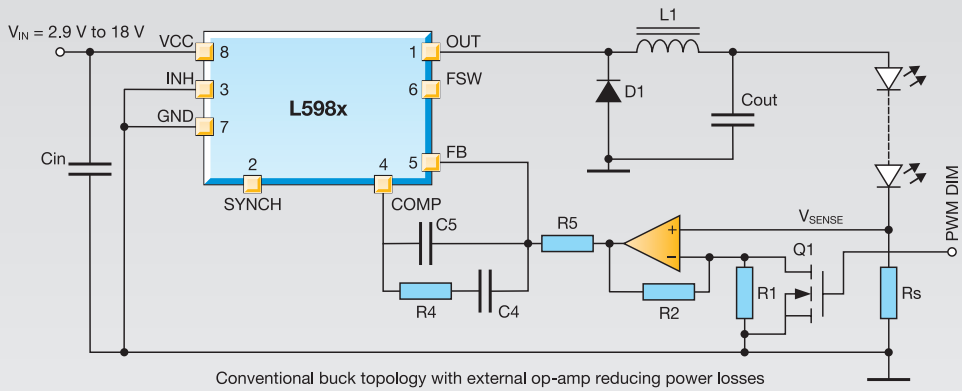 V_IN = 2.9 V to 18 V
VCC
8
INH
3
GND
7
L598x
1
OUT
6
FSW
5
FB
2
SYNCH
4
COMP
L1
D1
Cout
Cin
C5
R4
C4
R5
+
−
R2
V_SENSE
R1
Q1
Rs
PWM DIM
Conventional buck topology with external op-amp reducing power losses